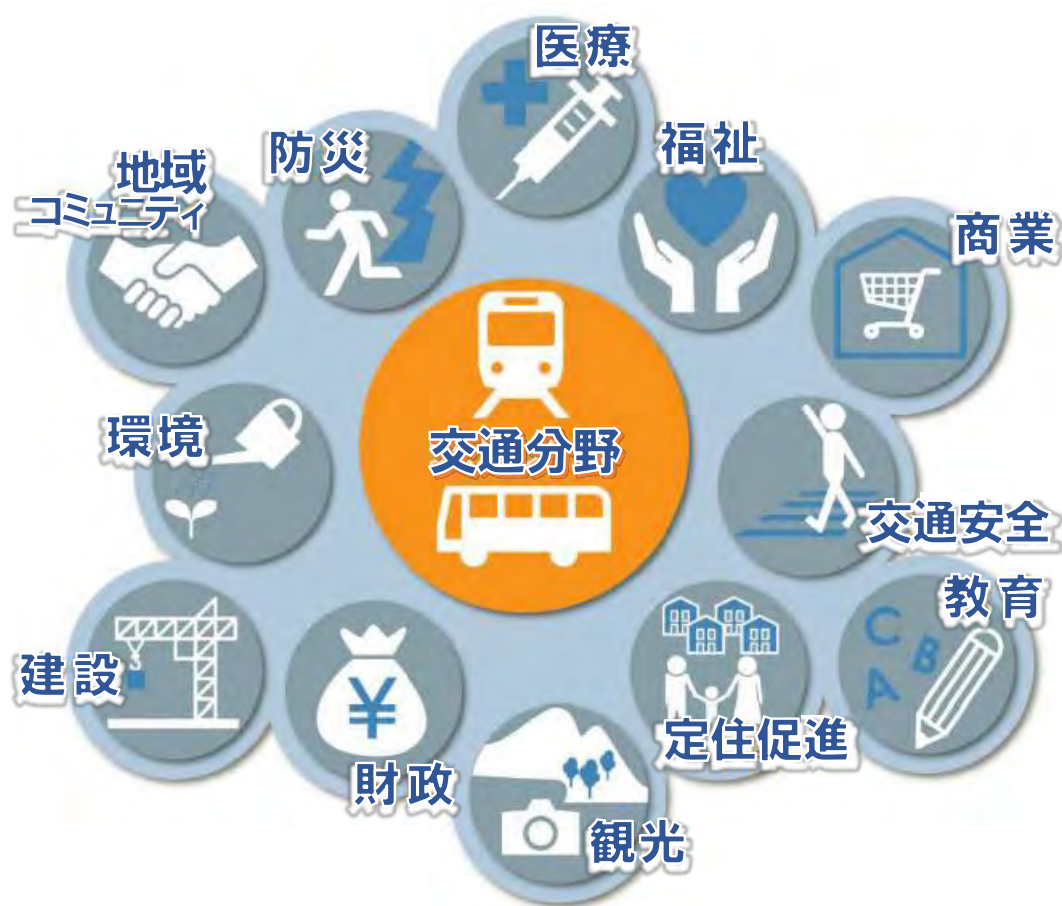 医療
防災
福祉
地域
コミュニティ
商業
環境
交通分野
交通安全
教育
建設
定住促進
財政
観光
¥
C
B
A